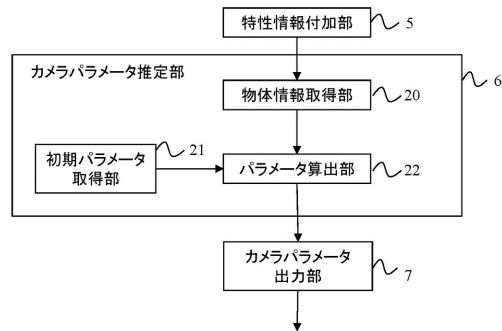 特性情報付加部 5
カメラパラメータ推定部 6
物体情報取得部 20
初期パラメータ
取得部 21
パラメータ算出部 22
カメラパラメータ
出力部 7